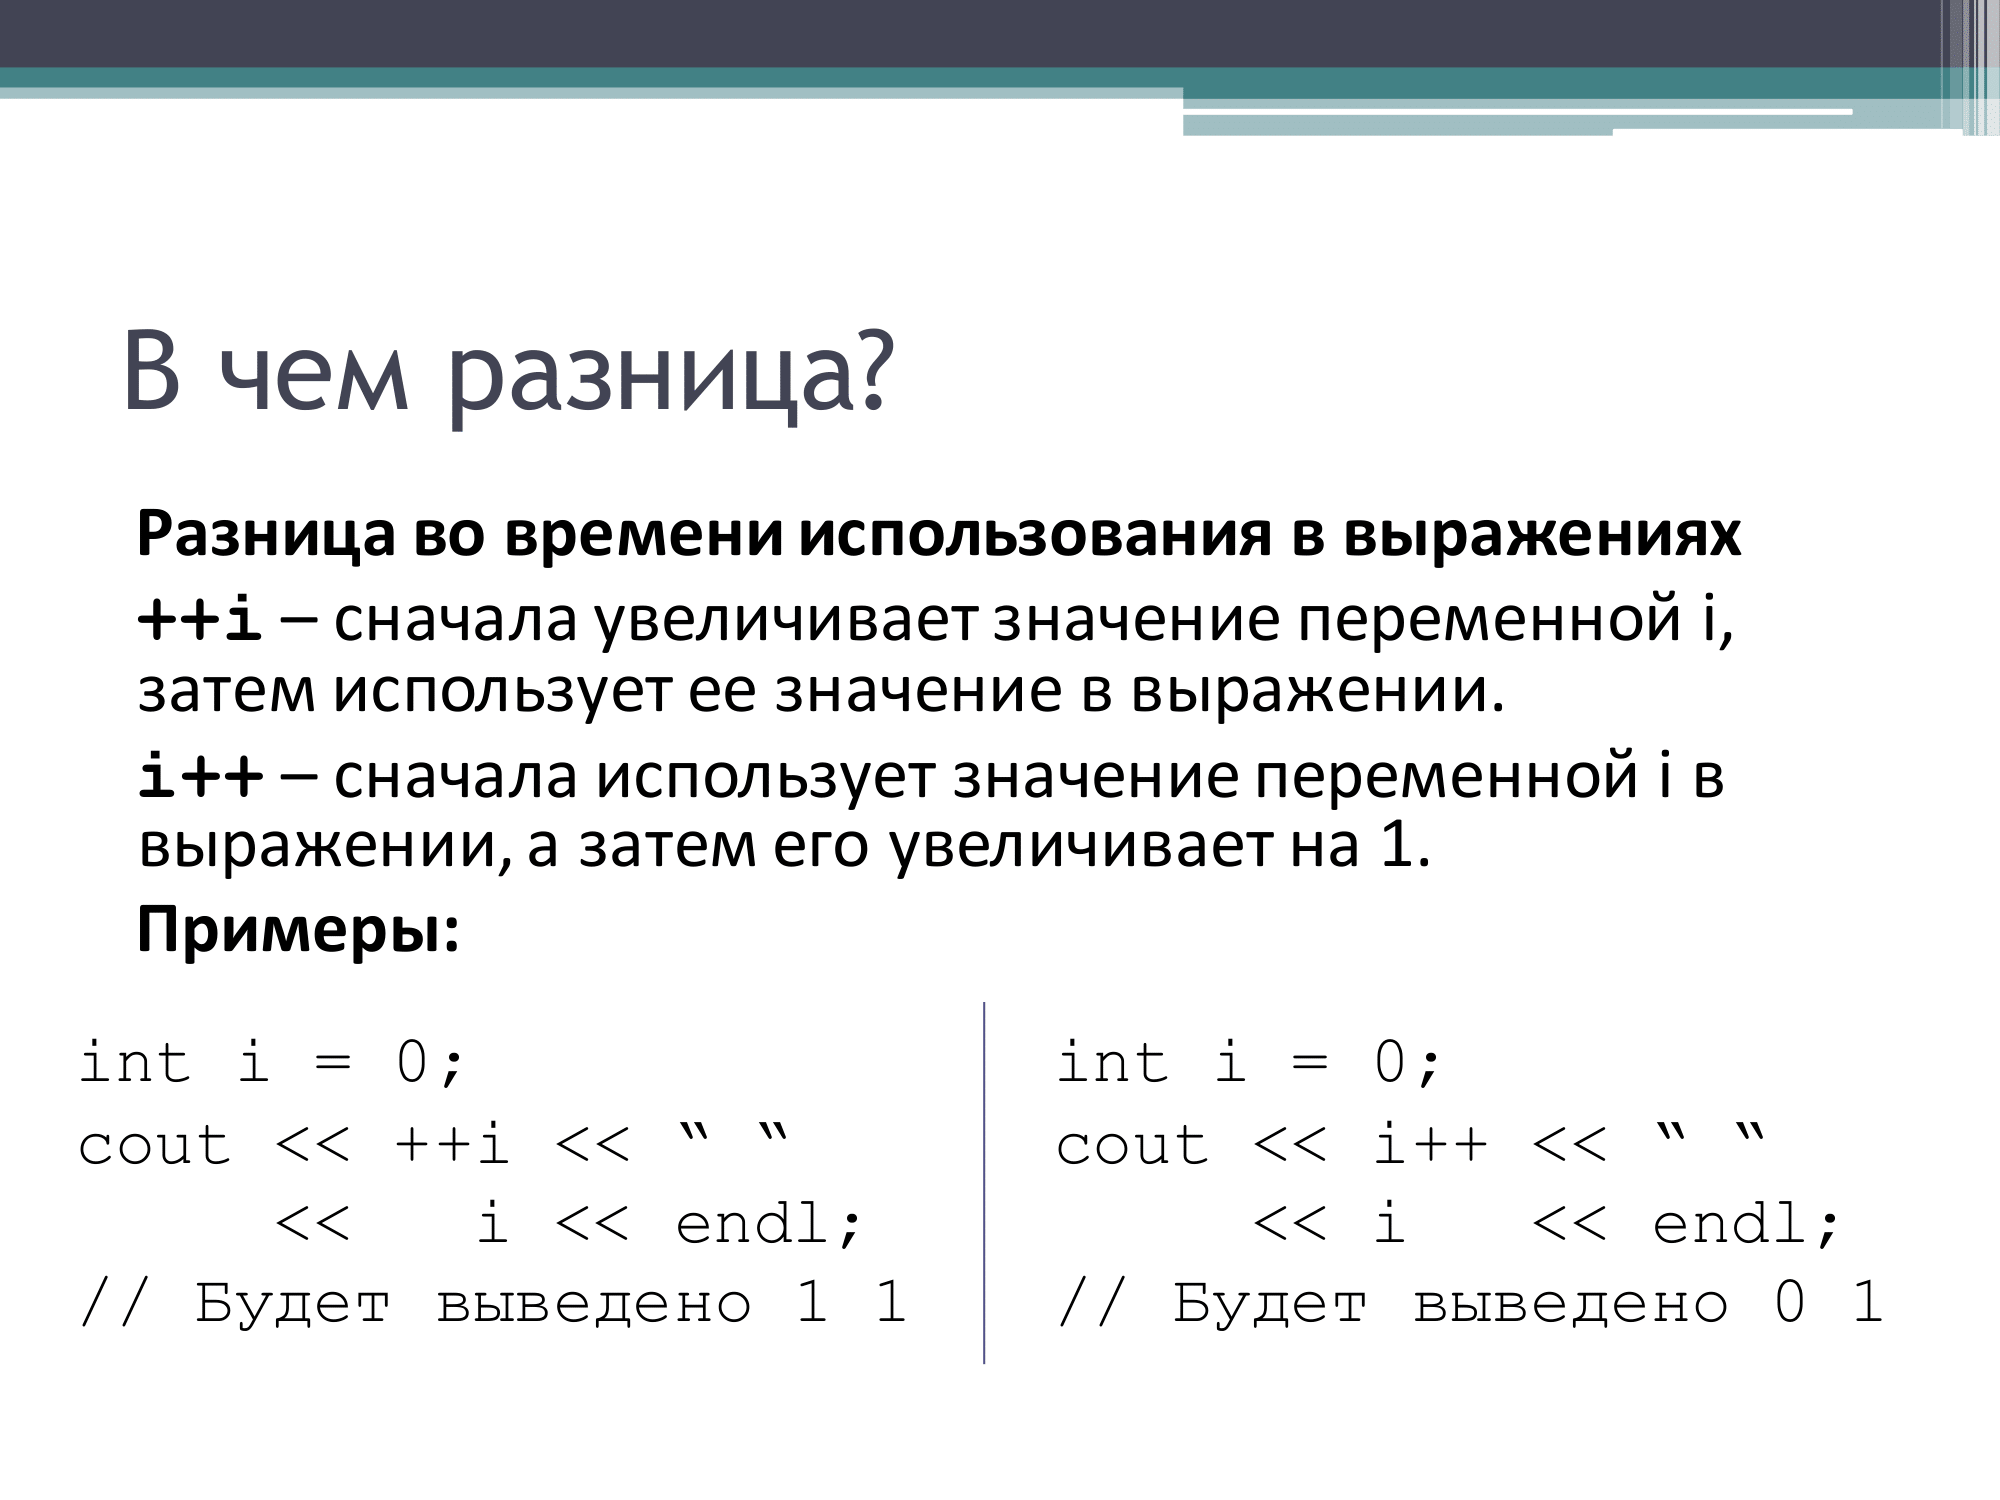 В чем разница?
Разница во времени использования в выражениях
++i – сначала увеличивает значение переменной i,
затем использует ее значение в выражении.
i++ – сначала использует значение переменной i в
выражении, а затем его увеличивает на 1.
Примеры:
int i = 0;
cout << ++i << “ “
     <<   i << endl;
// Будет выведено 1 1
int i = 0;
cout << i++ << “ “
     << i   << endl;
// Будет выведено 0 1